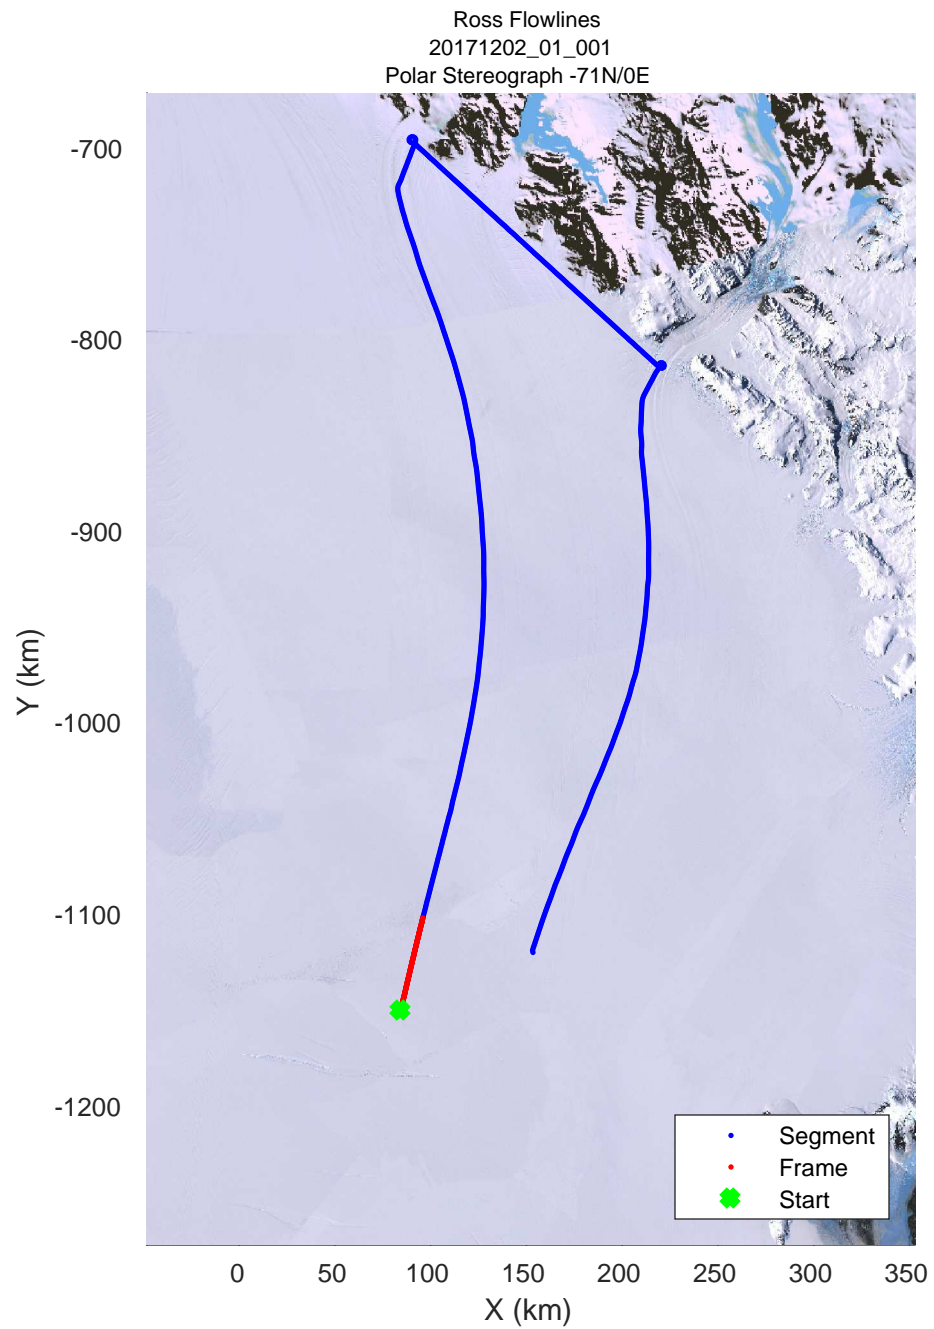 Ross Flowlines
20171202_01_001
Polar Stereograph -71N/0E
-700
-800
-900
-1000
-1100
-1200
Y (km)
Segment
Frame
Start
0 50 100 150 200 250 300 350
X (km)